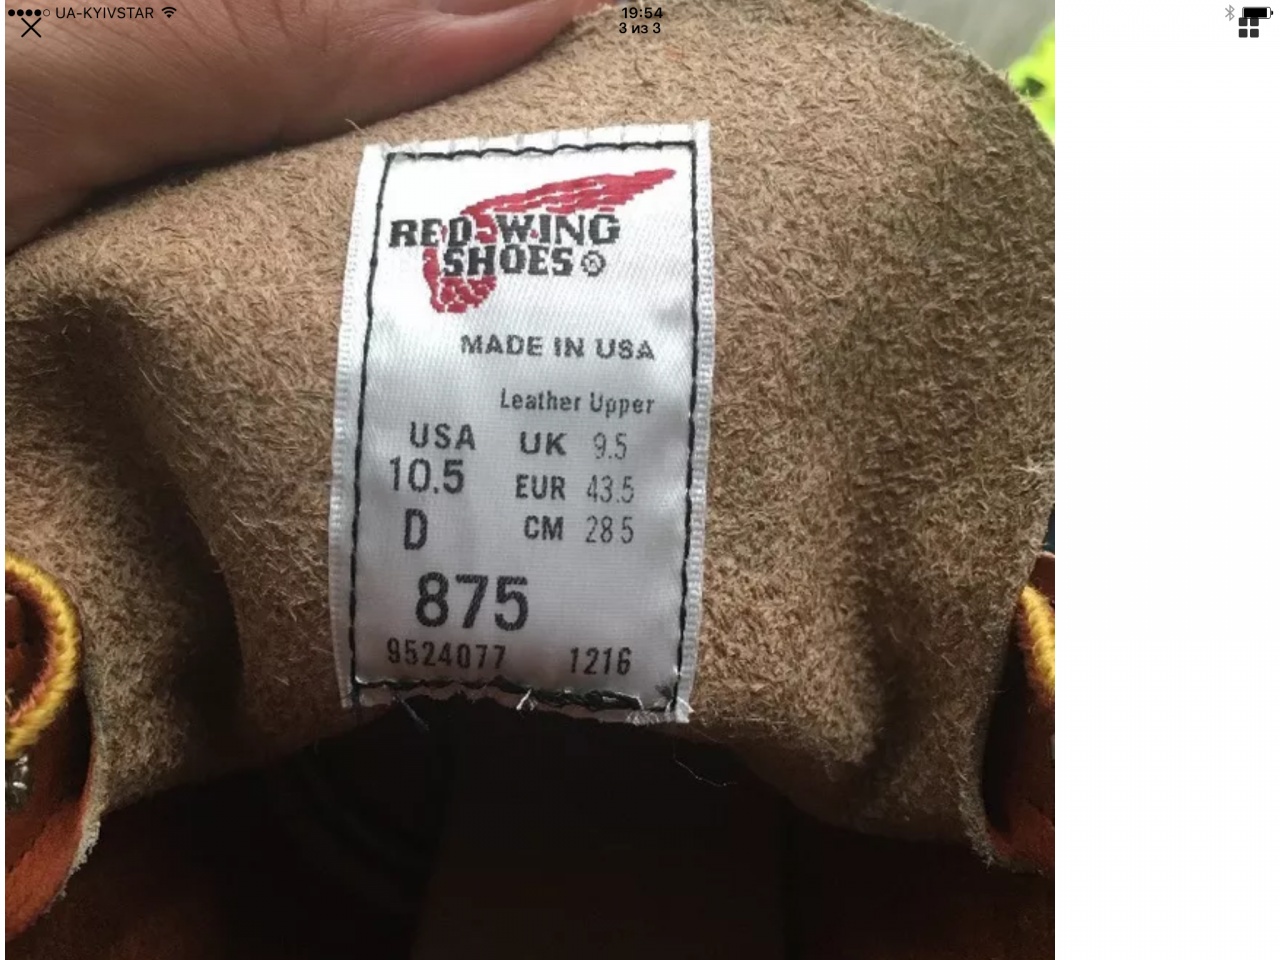 UA-KYIVSTAR 19:54
3 из 3
RED WING
SHOES
MADE IN USA
Leather Upper
USA UK 9.5
10.5 EUR 43.5
D CM 28.5
875
9524077 1216